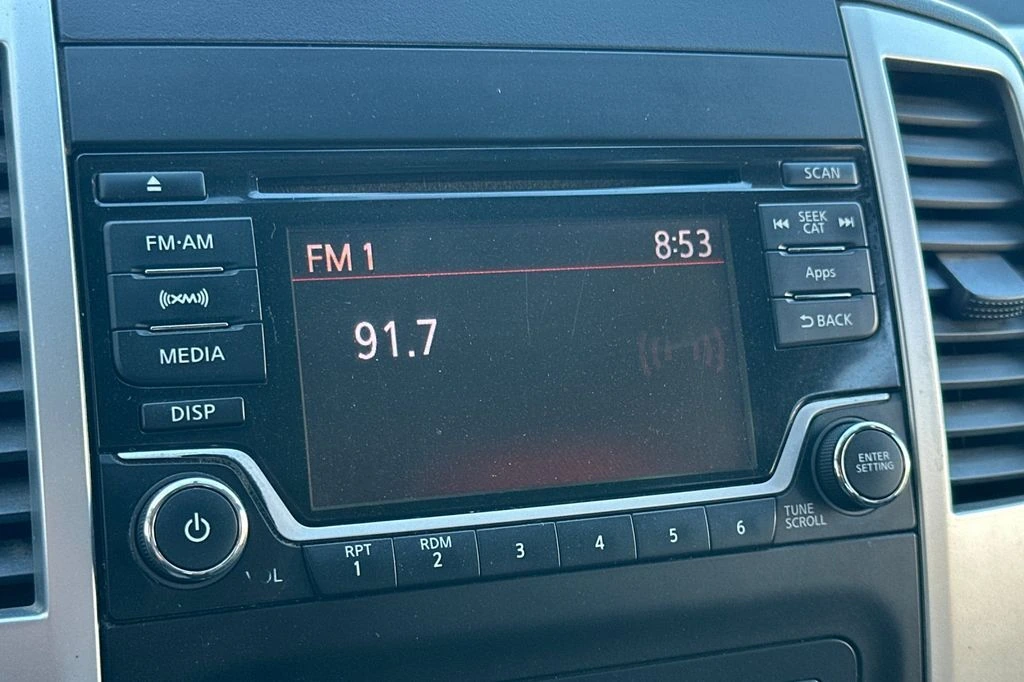 SCAN
FM·AM
SEEK
CAT
FM 1
8:53
Apps
((XM))
91.7
BACK
MEDIA
DISP
ENTER
SETTING
TUNE
SCROLL
VOL
RPT
1
RDM
2
3
4
5
6